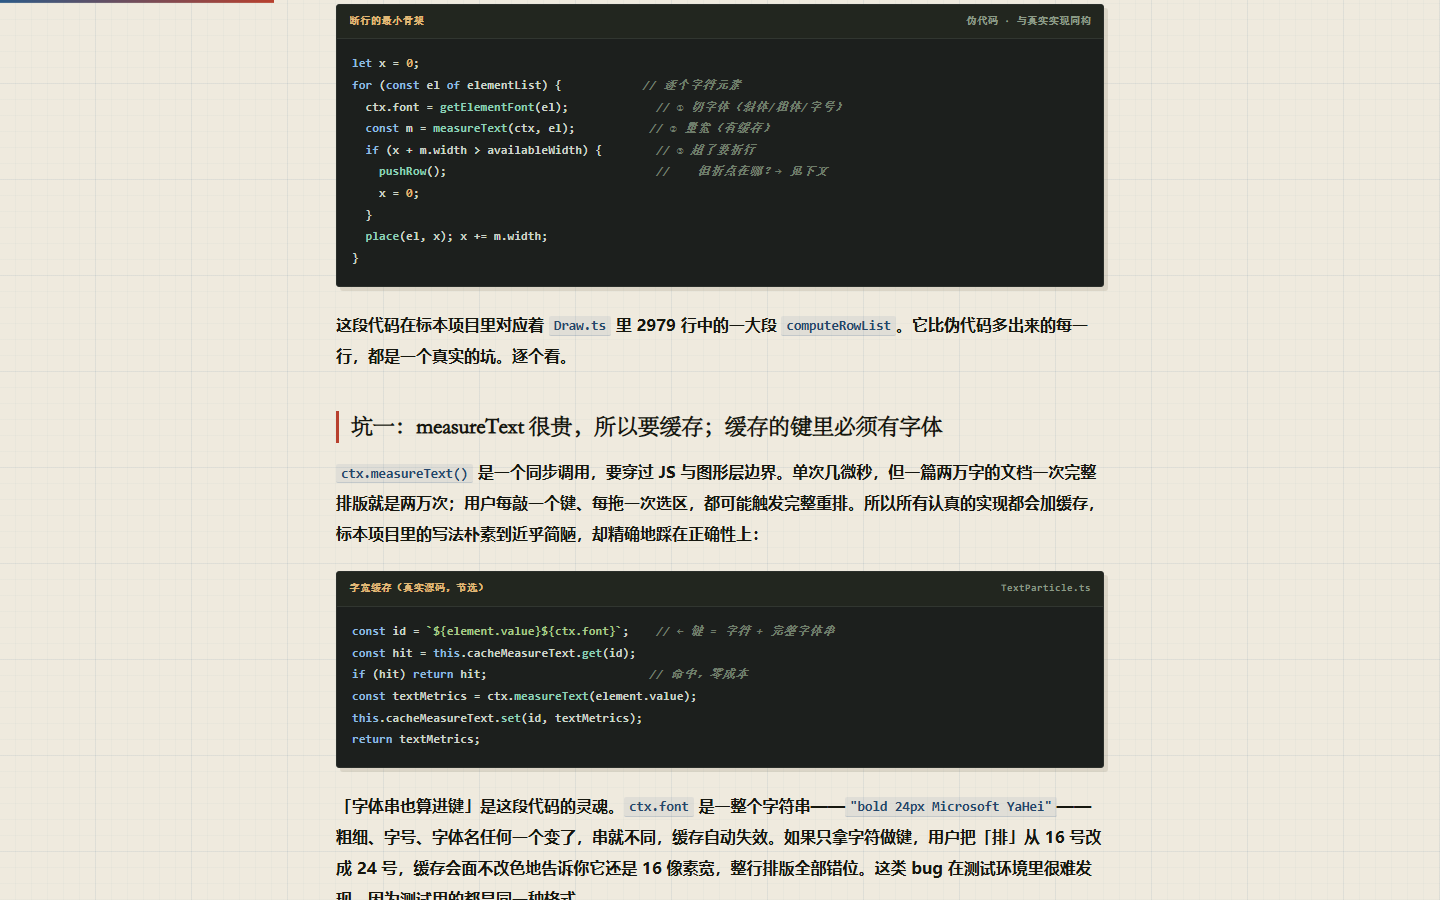 断行的最小骨架
伪代码 · 与真实实现同构
let x = 0;
for (const el of elementList) {            // 逐个字符元素
  ctx.font = getElementFont(el);             // ① 切字体（斜体/粗体/字号）
  const m = measureText(ctx, el);           // ② 量宽（有缓存）
  if (x + m.width > availableWidth) {        // ③ 超了要折行
    pushRow();                               //    但折点在哪？→ 见下文
    x = 0;
  }
  place(el, x); x += m.width;
}
这段代码在标本项目里对应着 Draw.ts 里 2979 行中的一大段 computeRowList。它比伪代码多出来的每一
行，都是一个真实的坑。逐个看。
坑一：measureText 很贵，所以要缓存；缓存的键里必须有字体
ctx.measureText() 是一个同步调用，要穿过 JS 与图形层边界。单次几微秒，但一篇两万字的文档一次完整
排版就是两万次；用户每敲一个键、每拖一次选区，都可能触发完整重排。所以所有认真的实现都会加缓存，
标本项目里的写法朴素到近乎简陋，却精确地踩在正确性上：
字宽缓存（真实源码，节选）
TextParticle.ts
const id = `${element.value}${ctx.font}`;    // ← 键 = 字符 + 完整字体串
const hit = this.cacheMeasureText.get(id);
if (hit) return hit;                        // 命中，零成本
const textMetrics = ctx.measureText(element.value);
this.cacheMeasureText.set(id, textMetrics);
return textMetrics;
「字体串也算进键」是这段代码的灵魂。ctx.font 是一整个字符串——"bold 24px Microsoft YaHei"——
粗细、字号、字体名任何一个变了，串就不同，缓存自动失效。如果只拿字符做键，用户把「排」从 16 号改
成 24 号，缓存会面不改色地告诉你它还是 16 像素宽，整行排版全部错位。这类 bug 在测试环境里很难发
现，因为测试用的都是同一种格式